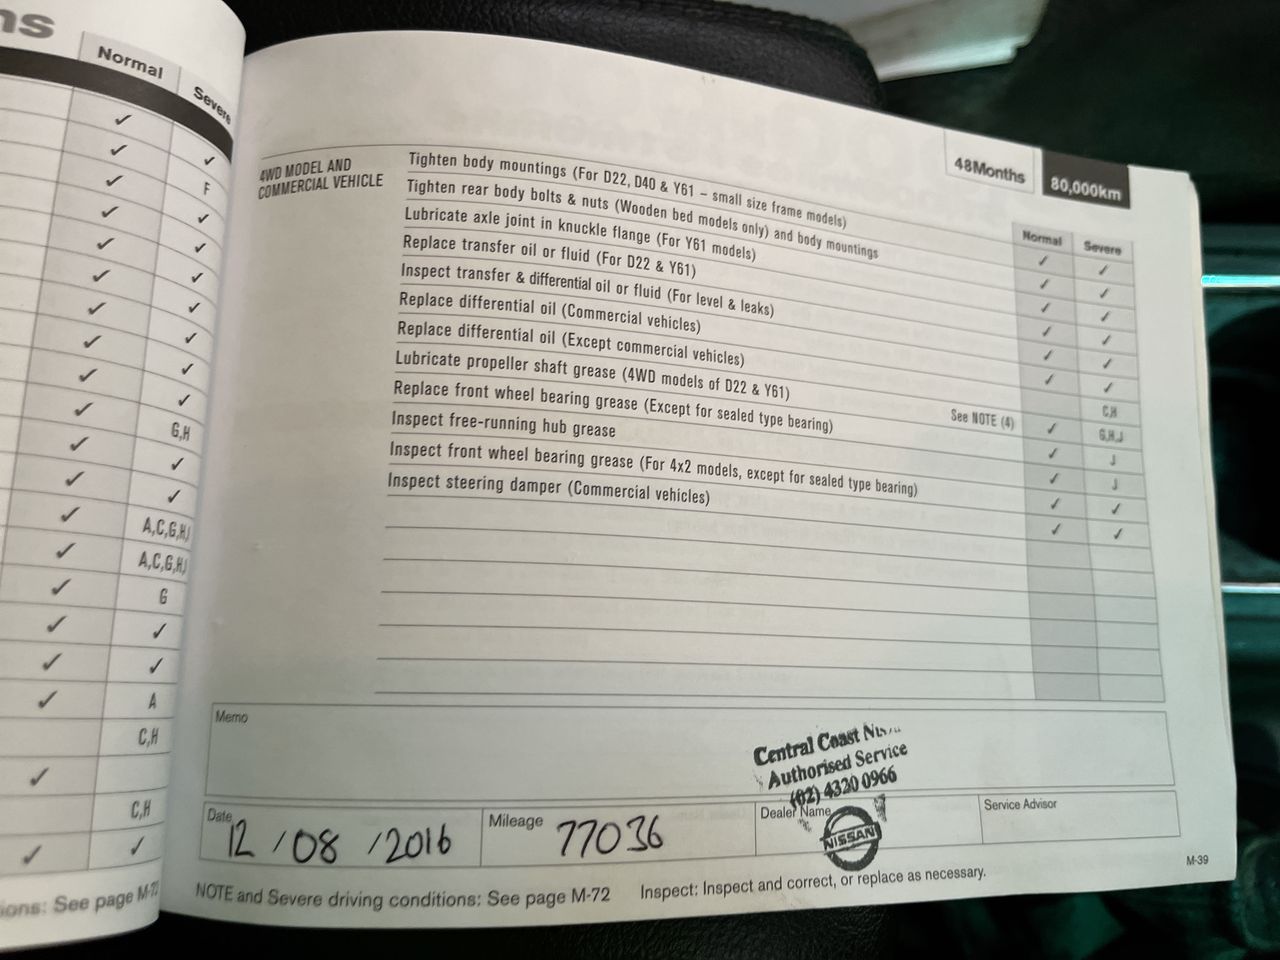 ns
Normal
Severe
✓
✓ ✓
✓ F
✓ ✓
✓ ✓
✓ ✓
✓ ✓
✓ ✓
✓ ✓
✓ ✓
✓ G,H
✓ ✓
✓ ✓
✓ A,C,G,H,
✓ A,C,G,H,
✓ G
✓ ✓
✓ ✓
✓ A
C,H
✓
C,H
✓ ✓
ions: See page M-72
48Months 80,000km
Normal Severe
4WD MODEL AND
COMMERCIAL VEHICLE
Tighten body mountings (For D22, D40 & Y61 – small size frame models) ✓ ✓
Tighten rear body bolts & nuts (Wooden bed models only) and body mountings ✓ ✓
Lubricate axle joint in knuckle flange (For Y61 models) ✓ ✓
Replace transfer oil or fluid (For D22 & Y61) ✓ ✓
Inspect transfer & differential oil or fluid (For level & leaks) ✓ ✓
Replace differential oil (Commercial vehicles) ✓ ✓
Replace differential oil (Except commercial vehicles) C,H
Lubricate propeller shaft grease (4WD models of D22 & Y61) See NOTE (4) ✓ G,H,J
Replace front wheel bearing grease (Except for sealed type bearing) ✓ J
Inspect free-running hub grease ✓ J
Inspect front wheel bearing grease (For 4x2 models, except for sealed type bearing) ✓ ✓
Inspect steering damper (Commercial vehicles) ✓ ✓
Memo
Central Coast
Authorised Service
(02) 4320 0966
Date 12 /08 /2016
Mileage 77036
Dealer Name
NISSAN
Service Advisor
M-39
NOTE and Severe driving conditions: See page M-72 Inspect: Inspect and correct, or replace as necessary.